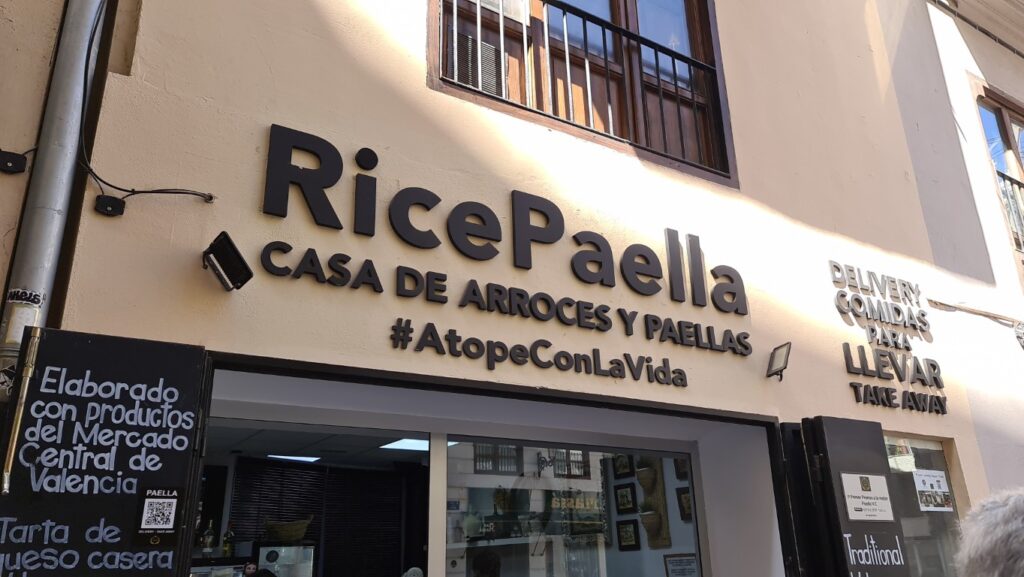 RicePaella
CASA DE ARROCES Y PAELLAS
#AtopeConLaVida
DELIVERY
COMIDAS
PARA
LLEVAR
TAKE AWAY
Elaborado
con productos
del Mercado
Central de
Valencia
PAELLA
Tarta de
queso casera
Traditional